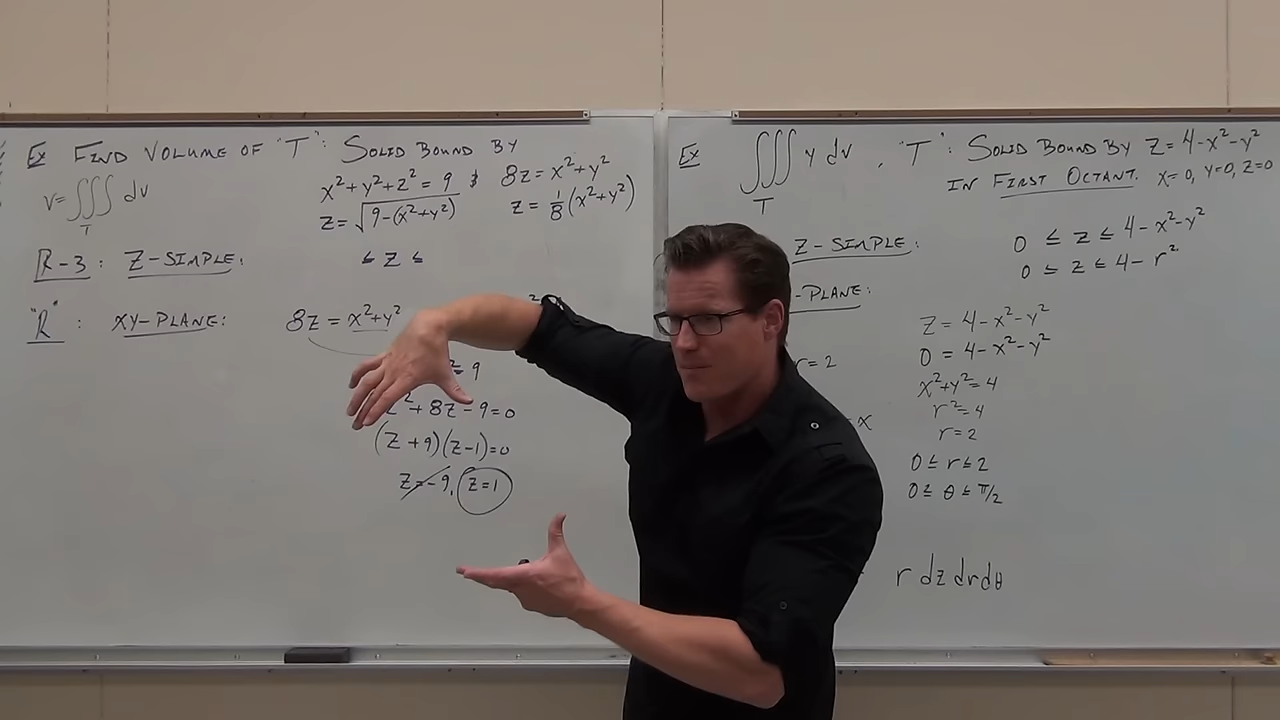 Ex FIND VOLUME OF "T": SOLID BOUND BY
V=∭ dV
T
x²+y²+z²=9 & 8z=x²+y²
z=√(9-(x²+y²)) z=1/8(x²+y²)
R-3: Z-SIMPLE: ≤ z ≤
"R": XY-PLANE: 8z=x²+y²
=9
²+8z-9=0
(z+9)(z-1)=0
z=-9, z=1
Ex ∭ y dV, "T": SOLID BOUND BY z=4-x²-y²
T
IN FIRST OCTANT. x=0, y=0, z=0
Z-SIMPLE: 0 ≤ z ≤ 4-x²-y²
0 ≤ z ≤ 4-r²
-PLANE:
z=4-x²-y²
0=4-x²-y²
r=2
x²+y²=4
r²=4
x
r=2
0≤r≤2
0≤θ≤π/2
r dz dr dθ